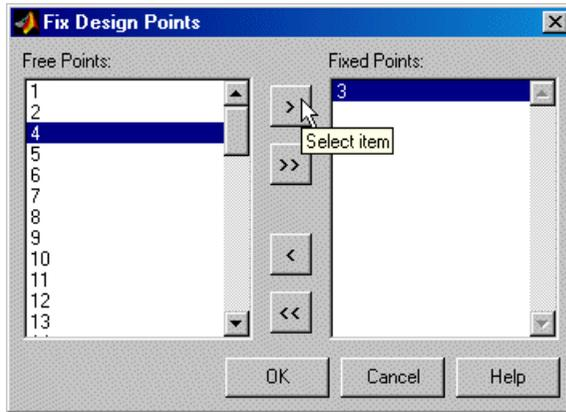 Fix Design Points
Free Points:
Fixed Points:
1
2
4
5
6
7
8
9
10
11
12
13
3
>
Select item
>>
<
<<
OK
Cancel
Help